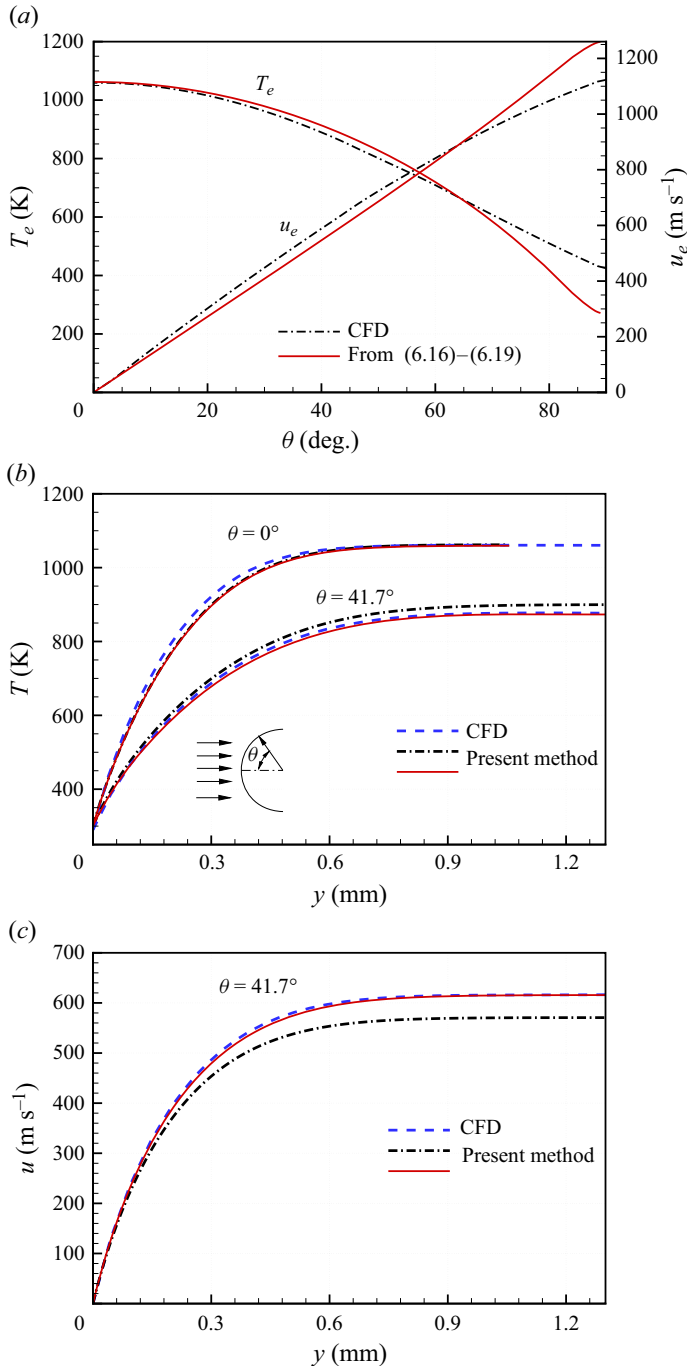 (a)
1200
1000
800
600
400
200
0
T_e (K)
1200
1000
800
600
400
200
0
u_e (m s⁻¹)
T_e
u_e
CFD
From (6.16)–(6.19)
20
40
60
80
θ (deg.)
(b)
1200
1000
800
600
400
0
T (K)
θ = 0°
θ = 41.7°
θ
CFD
Present method
0.3
0.6
0.9
1.2
y (mm)
(c)
700
600
500
400
300
200
100
0
u (m s⁻¹)
θ = 41.7°
CFD
Present method
0.3
0.6
0.9
1.2
y (mm)